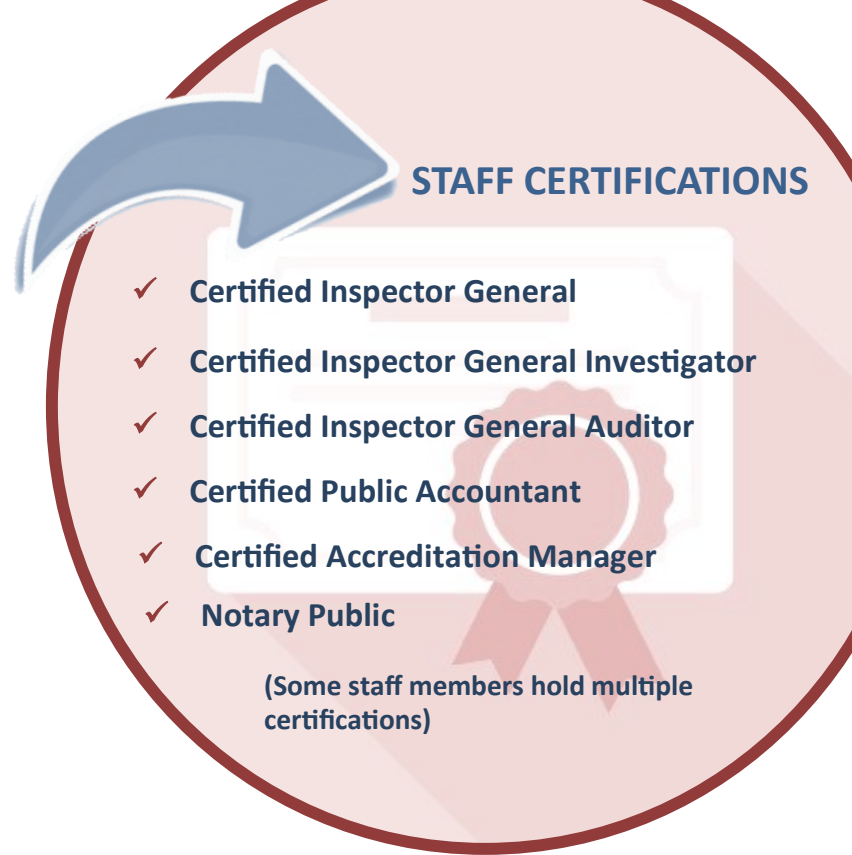 STAFF CERTIFICATIONS
✓ Certified Inspector General
✓ Certified Inspector General Investigator
✓ Certified Inspector General Auditor
✓ Certified Public Accountant
✓ Certified Accreditation Manager
✓ Notary Public
(Some staff members hold multiple
certifications)